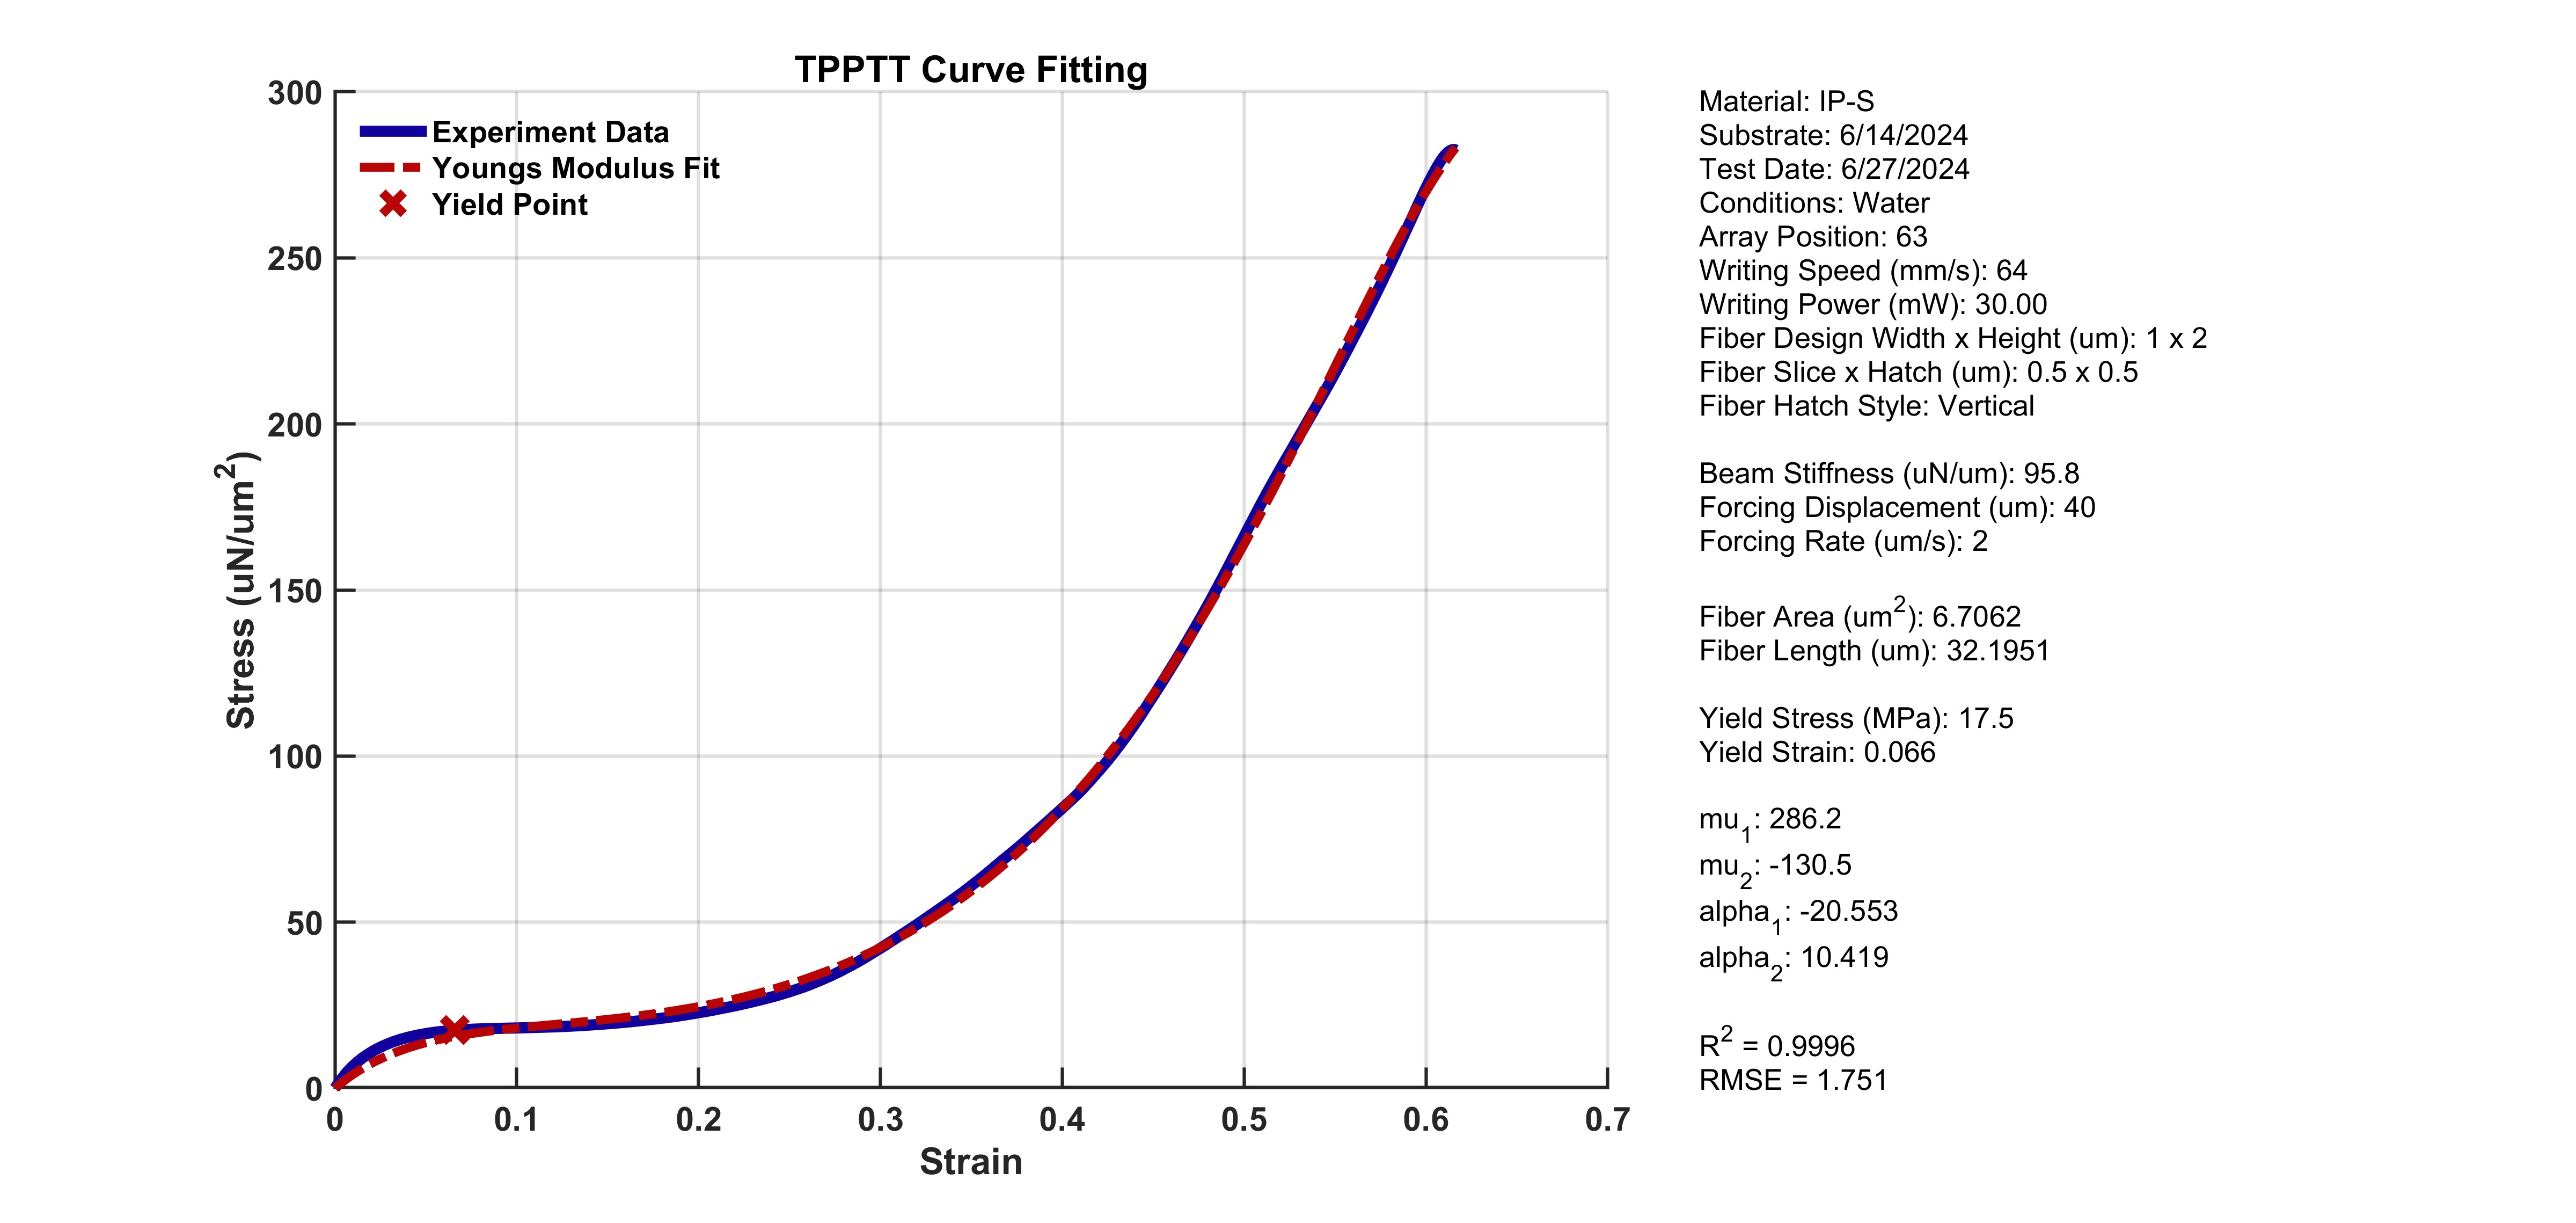 TPPTT Curve Fitting
300
250
200
150
100
50
0
Stress (uN/um²)
Experiment Data
Youngs Modulus Fit
Yield Point
0 0.1 0.2 0.3 0.4 0.5 0.6 0.7
Strain
Material: IP-S
Substrate: 6/14/2024
Test Date: 6/27/2024
Conditions: Water
Array Position: 63
Writing Speed (mm/s): 64
Writing Power (mW): 30.00
Fiber Design Width x Height (um): 1 x 2
Fiber Slice x Hatch (um): 0.5 x 0.5
Fiber Hatch Style: Vertical
Beam Stiffness (uN/um): 95.8
Forcing Displacement (um): 40
Forcing Rate (um/s): 2
Fiber Area (um²): 6.7062
Fiber Length (um): 32.1951
Yield Stress (MPa): 17.5
Yield Strain: 0.066
mu₁: 286.2
mu₂: -130.5
alpha₁: -20.553
alpha₂: 10.419
R² = 0.9996
RMSE = 1.751